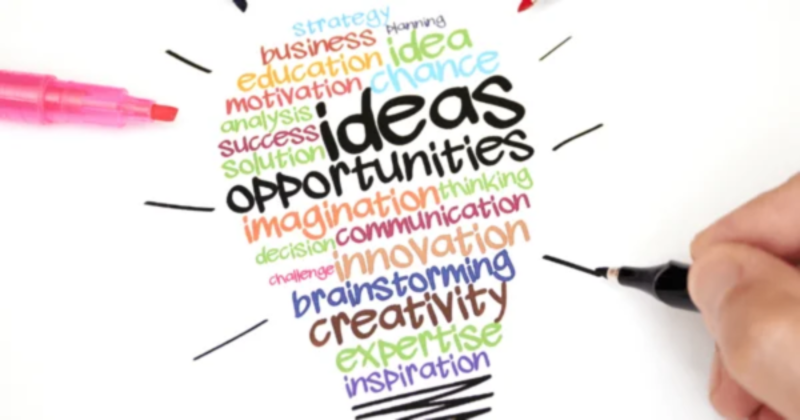 strategy planning
business idea
education chance
motivation
analysis ideas
success
solution
opportunities
imagination thinking
decision communication
challenge innovation
brainstorming
creativity
expertise
inspiration